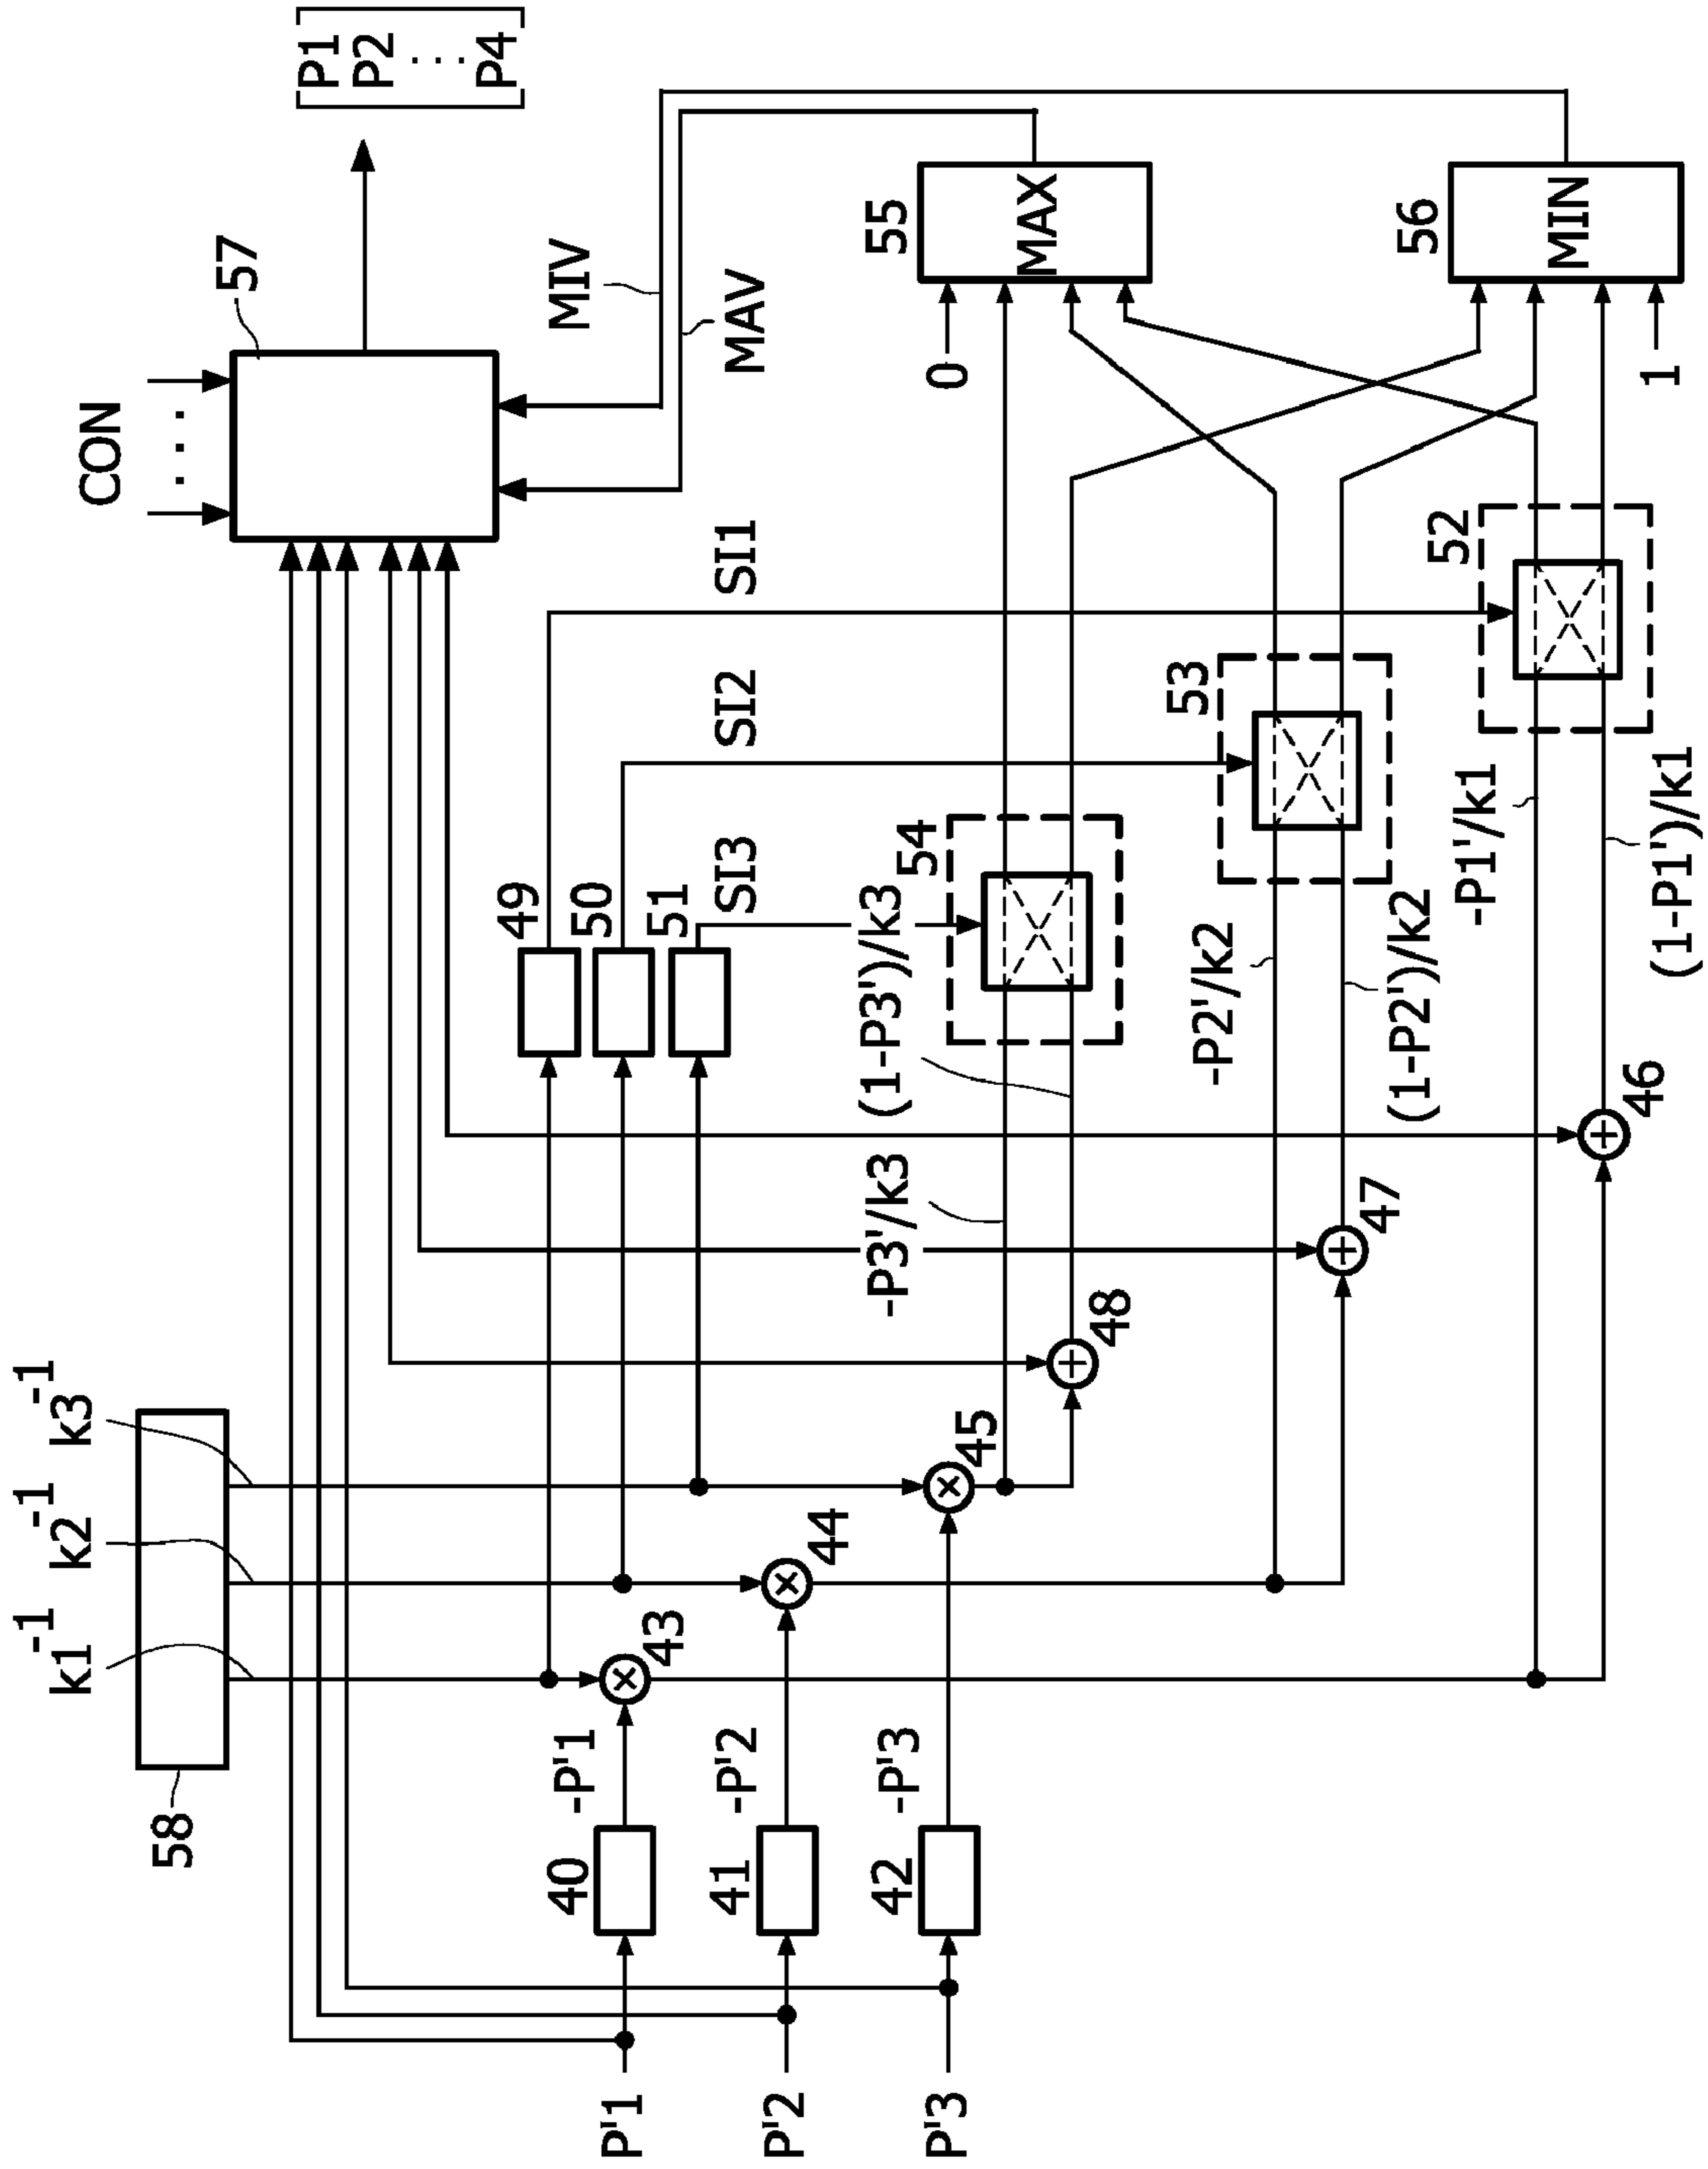 58
k1⁻¹
k2⁻¹
k3⁻¹
CON
. . .
57
P1
P2
. . .
P4
MIV
MAV
P'1
40
-P'1
43
P'2
41
-P'2
44
P'3
42
-P'3
45
49
SI1
50
SI2
51
SI3
48
-P3'/k3
(1-P3')/k3
54
0
55
MAX
47
-P2'/k2
(1-P2')/k2
53
46
-P1'/k1
(1-P1')/k1
52
56
MIN
1